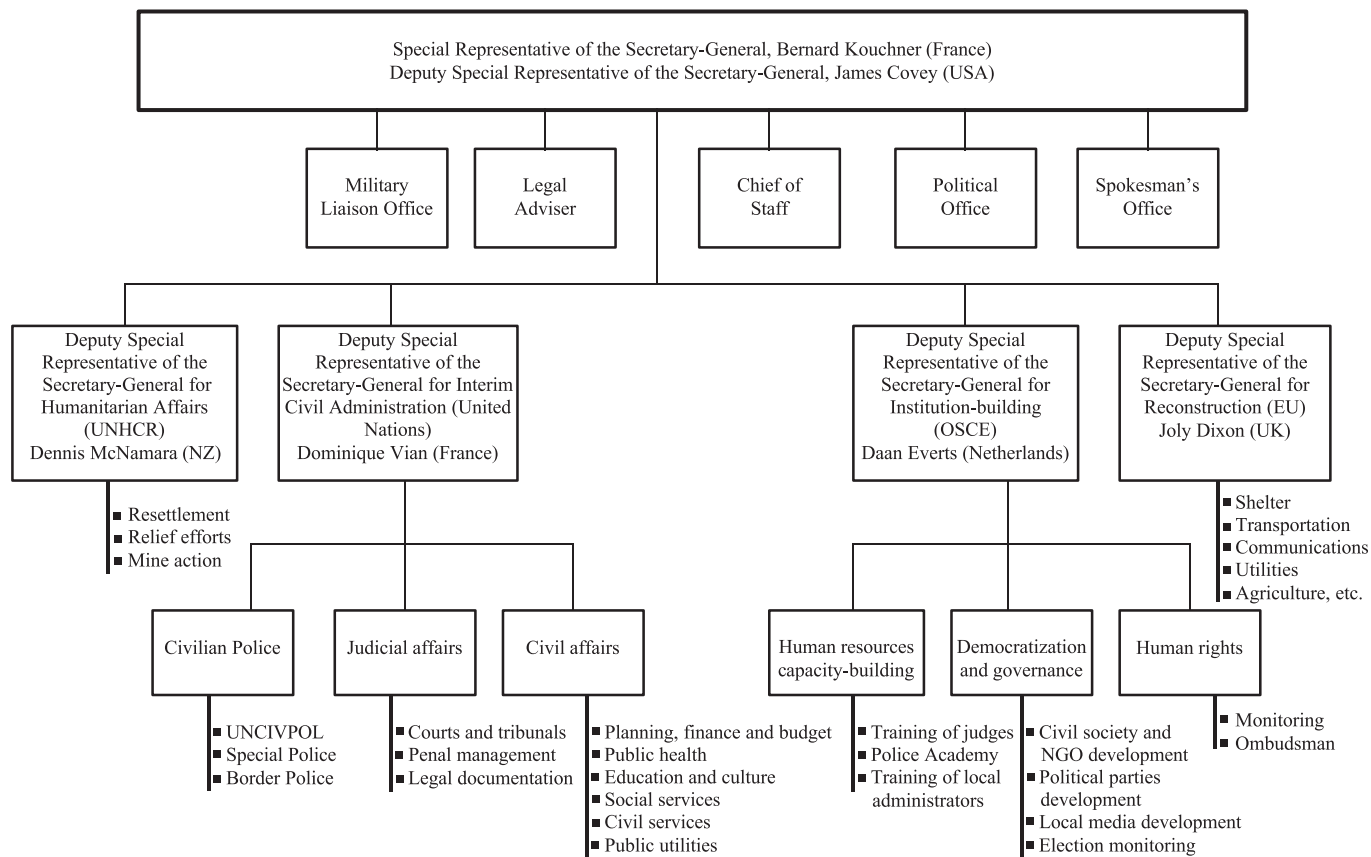 Special Representative of the Secretary-General, Bernard Kouchner (France)
Deputy Special Representative of the Secretary-General, James Covey (USA)
Military
Liaison Office
Legal
Adviser
Chief of
Staff
Political
Office
Spokesman's
Office
Deputy Special
Representative of the
Secretary-General for
Humanitarian Affairs
(UNHCR)
Dennis McNamara (NZ)
Deputy Special
Representative of the
Secretary-General for Interim
Civil Administration (United
Nations)
Dominique Vian (France)
Deputy Special
Representative of the
Secretary-General for
Institution-building
(OSCE)
Daan Everts (Netherlands)
Deputy Special
Representative of the
Secretary-General for
Reconstruction (EU)
Joly Dixon (UK)
■ Resettlement
■ Relief efforts
■ Mine action
■ Shelter
■ Transportation
■ Communications
■ Utilities
■ Agriculture, etc.
Civilian Police
Judicial affairs
Civil affairs
Human resources
capacity-building
Democratization
and governance
Human rights
■ UNCIVPOL
■ Special Police
■ Border Police
■ Courts and tribunals
■ Penal management
■ Legal documentation
■ Planning, finance and budget
■ Public health
■ Education and culture
■ Social services
■ Civil services
■ Public utilities
■ Training of judges
■ Police Academy
■ Training of local
administrators
■ Civil society and
NGO development
■ Political parties
development
■ Local media development
■ Election monitoring
■ Monitoring
■ Ombudsman